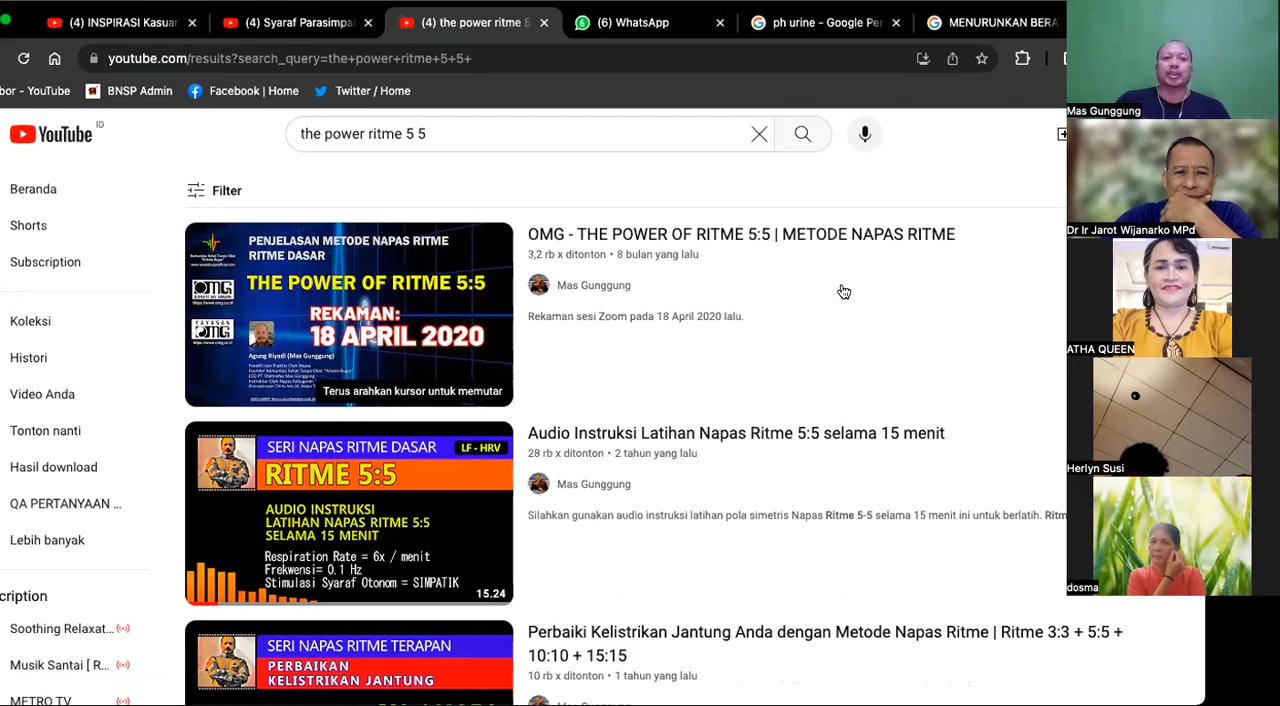 (4) INSPIRASI Kasuar
(4) Syaraf Parasimpal
(4) the power ritme 5
(6) WhatsApp
ph urine - Google Per
MENURUNKAN BERA
youtube.com/results?search_query=the+power+ritme+5+5+
bor - YouTube
BNSP Admin
Facebook | Home
Twitter / Home
YouTube ID
the power ritme 5 5
Beranda
Shorts
Subscription
Koleksi
Histori
Video Anda
Tonton nanti
Hasil download
QA PERTANYAAN ...
Lebih banyak
cription
Soothing Relaxat...
Musik Santai [ R...
METRO TV
Filter
PENJELASAN METODE NAPAS RITME
RITME DASAR
THE POWER OF RITME 5:5
REKAMAN:
18 APRIL 2020
OMG
YAYASAN
OMG
Agung Riyadi (Mas Gunggung)
Terus arahkan kursor untuk memutar
OMG - THE POWER OF RITME 5:5 | METODE NAPAS RITME
3,2 rb x ditonton • 8 bulan yang lalu
Mas Gunggung
Rekaman sesi Zoom pada 18 April 2020 lalu.
SERI NAPAS RITME DASAR
LF - HRV
RITME 5:5
AUDIO INSTRUKSI
LATIHAN NAPAS RITME 5:5
SELAMA 15 MENIT
Respiration Rate = 6x / menit
Frekwensi= 0.1 Hz
Stimulasi Syaraf Otonom = SIMPATIK
15.24
Audio Instruksi Latihan Napas Ritme 5:5 selama 15 menit
28 rb x ditonton • 2 tahun yang lalu
Mas Gunggung
Silahkan gunakan audio instruksi latihan pola simetris Napas Ritme 5-5 selama 15 menit ini untuk berlatih. Ritm
SERI NAPAS RITME TERAPAN
PERBAIKAN
KELISTRIKAN JANTUNG
Perbaiki Kelistrikan Jantung Anda dengan Metode Napas Ritme | Ritme 3:3 + 5:5 +
10:10 + 15:15
10 rb x ditonton • 1 tahun yang lalu
Mas Gunggung
Dr Ir Jarot Wijanarko MPd
ATHA QUEEN
Herlyn Susi
dosma